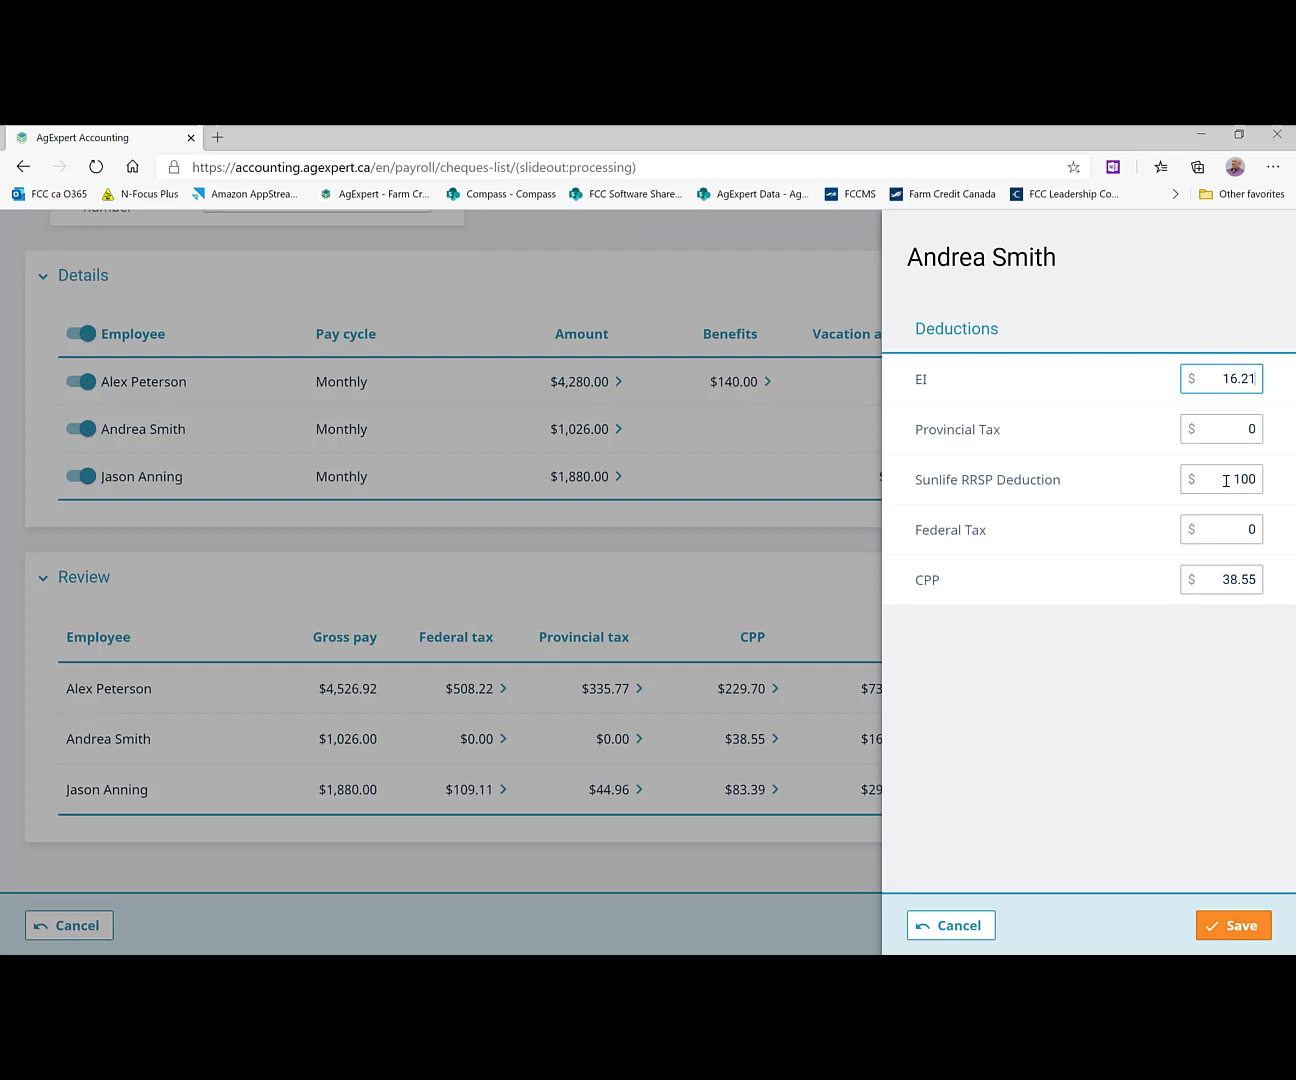 AgExpert Accounting
https://accounting.agexpert.ca/en/payroll/cheques-list/(slideout:processing)
FCC ca O365 N-Focus Plus Amazon AppStrea... AgExpert - Farm Cr... Compass - Compass FCC Software Share... AgExpert Data - Ag... FCCMS Farm Credit Canada FCC Leadership Co... Other favorites
number
Details
Employee Pay cycle Amount Benefits Vacation a
Alex Peterson Monthly $4,280.00 $140.00
Andrea Smith Monthly $1,026.00
Jason Anning Monthly $1,880.00 $
Review
Employee Gross pay Federal tax Provincial tax CPP
Alex Peterson $4,526.92 $508.22 $335.77 $229.70 $73
Andrea Smith $1,026.00 $0.00 $0.00 $38.55 $16
Jason Anning $1,880.00 $109.11 $44.96 $83.39 $29
Cancel
Andrea Smith
Deductions
EI $ 16.21
Provincial Tax $ 0
Sunlife RRSP Deduction $ 100
Federal Tax $ 0
CPP $ 38.55
Cancel Save